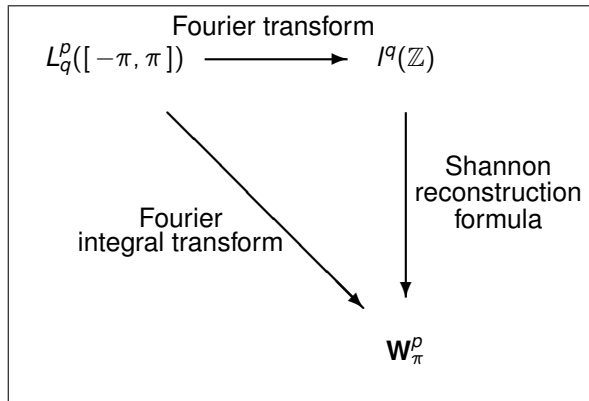 Fourier transform
L^p_q([−π, π]) l^q(ℤ)
Shannon
reconstruction
formula
Fourier
integral transform
W^p_π